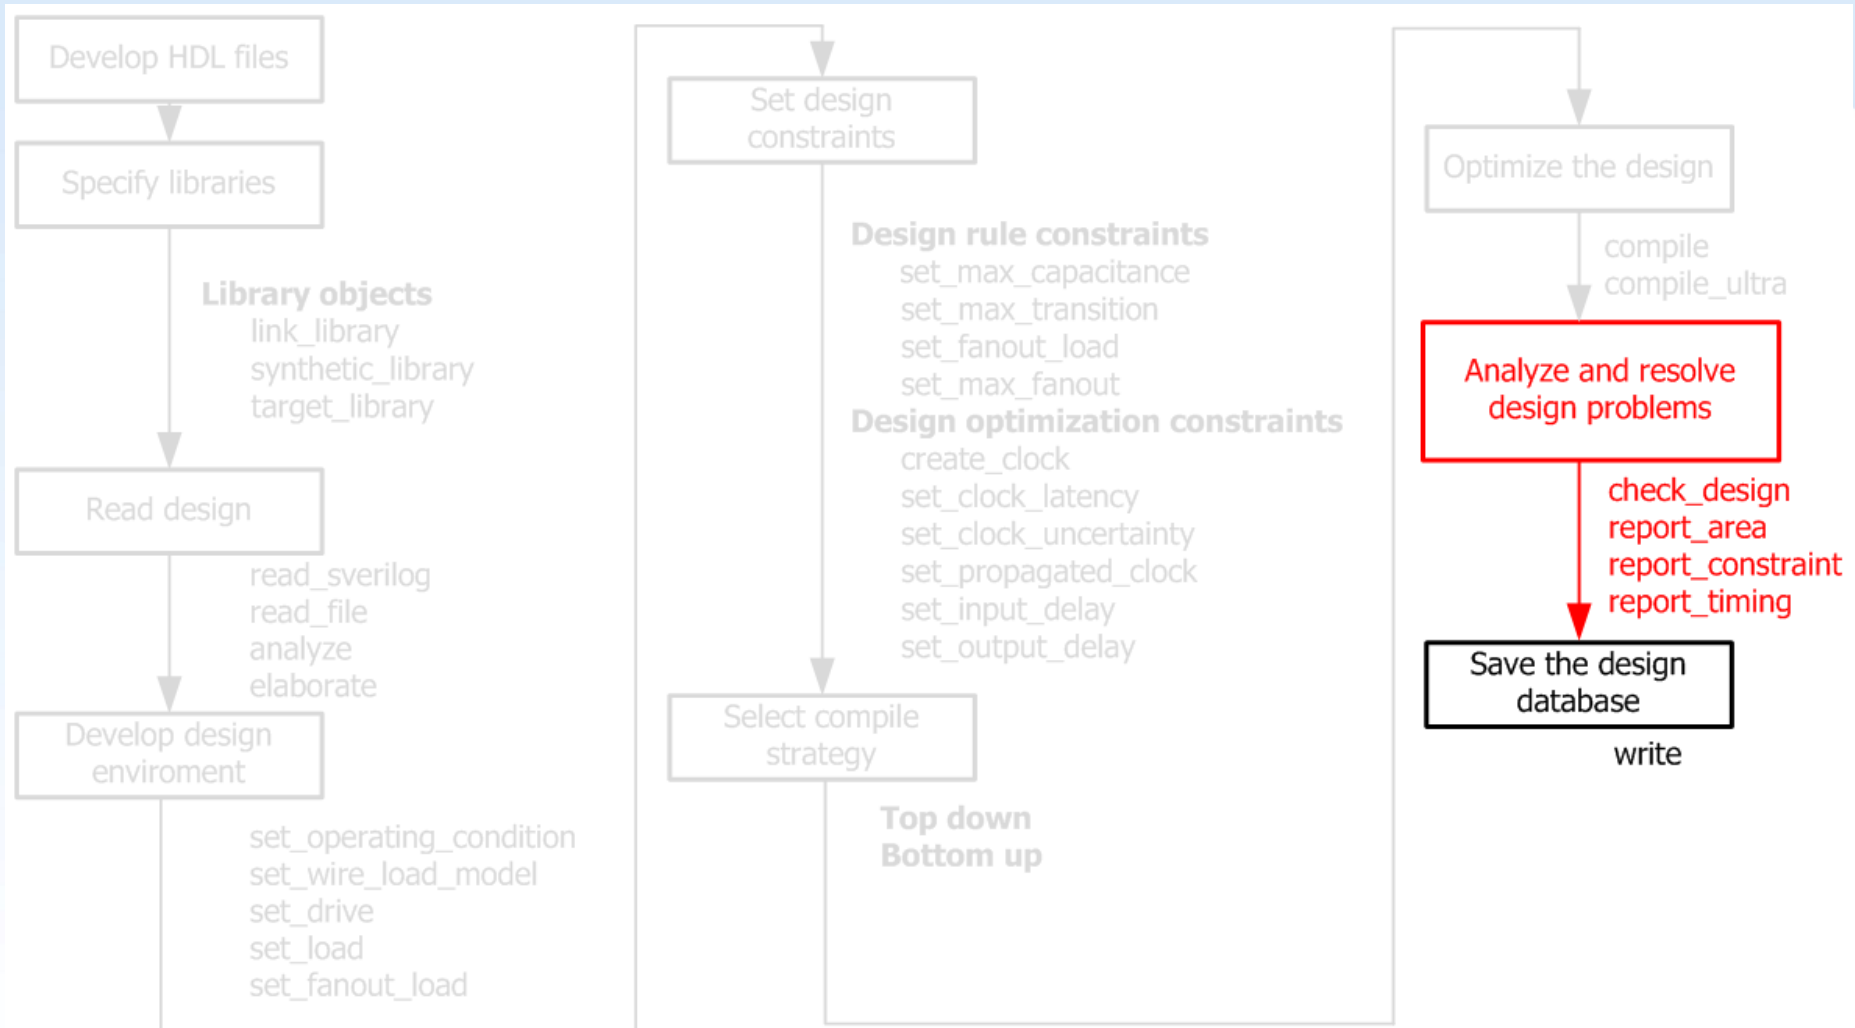 Develop HDL files
Specify libraries
Library objects
link_library
synthetic_library
target_library
Read design
read_sverilog
read_file
analyze
elaborate
Develop design
enviroment
set_operating_condition
set_wire_load_model
set_drive
set_load
set_fanout_load
Set design
constraints
Design rule constraints
set_max_capacitance
set_max_transition
set_fanout_load
set_max_fanout
Design optimization constraints
create_clock
set_clock_latency
set_clock_uncertainty
set_propagated_clock
set_input_delay
set_output_delay
Select compile
strategy
Top down
Bottom up
Optimize the design
compile
compile_ultra
Analyze and resolve
design problems
check_design
report_area
report_constraint
report_timing
Save the design
database
write